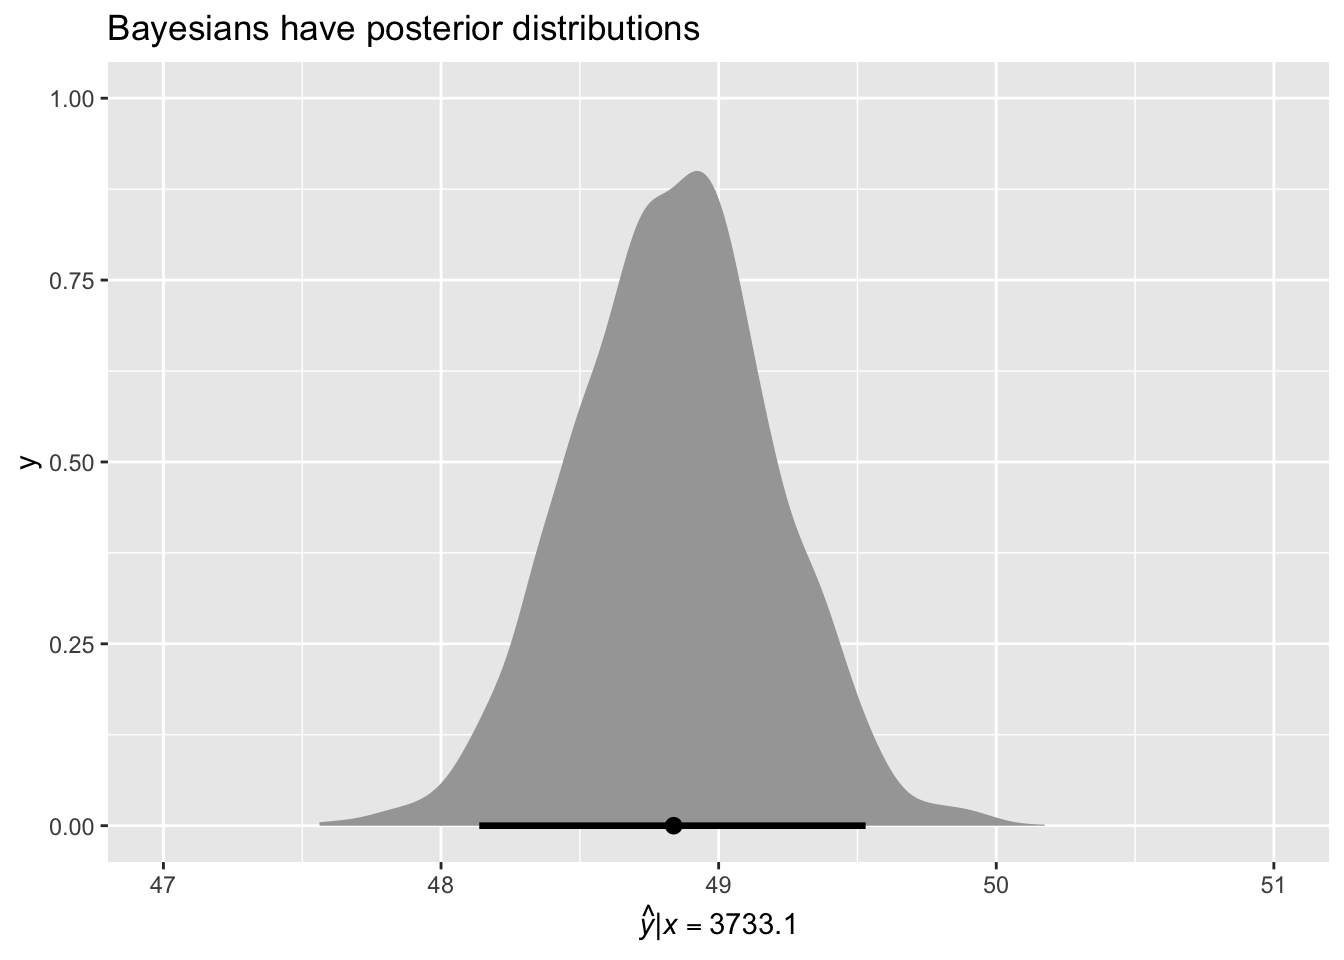 Bayesians have posterior distributions
1.00
0.75
0.50
0.25
0.00
y
47 48 49 50 51
ŷ|x = 3733.1